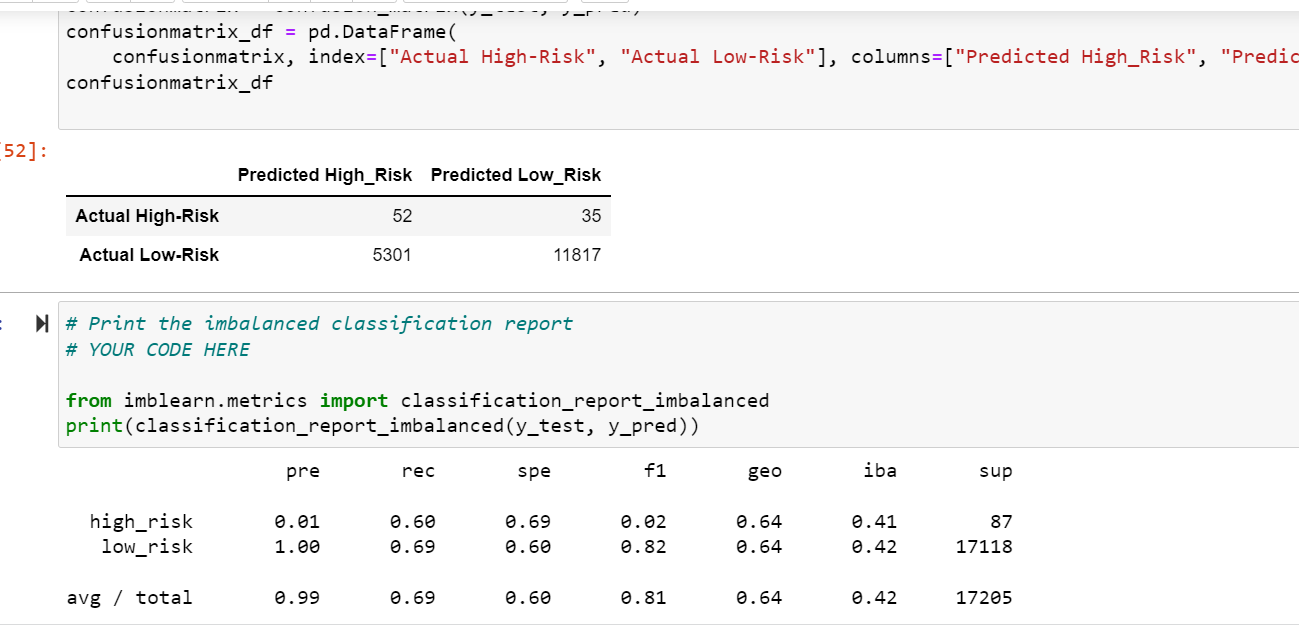 confusionmatrix_df = pd.DataFrame(
confusionmatrix, index=["Actual High-Risk", "Actual Low-Risk"], columns=["Predicted High_Risk", "Predic
confusionmatrix_df
[52]:
Predicted High_Risk Predicted Low_Risk
Actual High-Risk 52 35
Actual Low-Risk 5301 11817
# Print the imbalanced classification report
# YOUR CODE HERE
from imblearn.metrics import classification_report_imbalanced
print(classification_report_imbalanced(y_test, y_pred))
pre rec spe f1 geo iba sup
high_risk 0.01 0.60 0.69 0.02 0.64 0.41 87
low_risk 1.00 0.69 0.60 0.82 0.64 0.42 17118
avg / total 0.99 0.69 0.60 0.81 0.64 0.42 17205